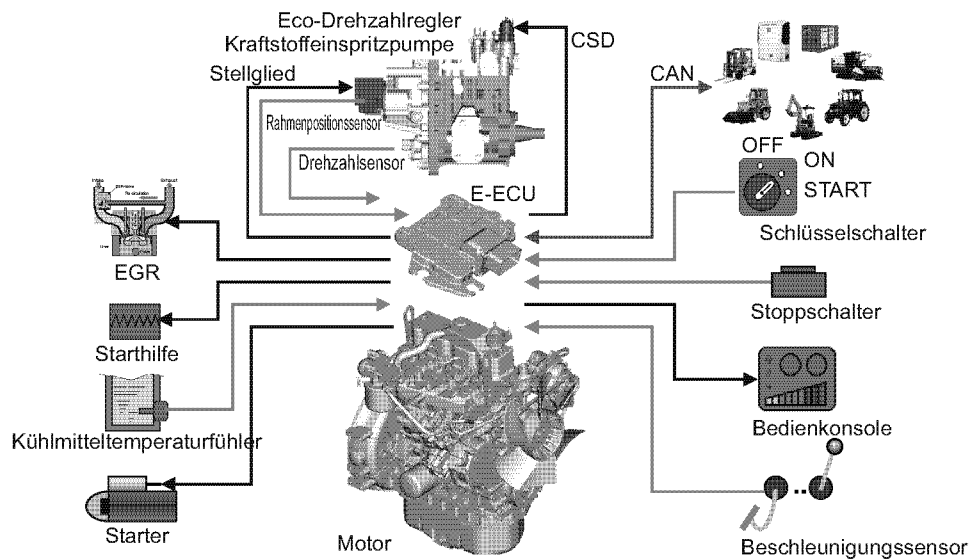 Eco-Drehzahlregler
Kraftstoffeinspritzpumpe
CSD
Stellglied
CAN
Rahmenpositionssensor
Drehzahlsensor
OFF
ON
START
E-ECU
Schlüsselschalter
EGR
Stoppschalter
Starthilfe
Bedienkonsole
Kühlmitteltemperaturfühler
Starter
Motor
Beschleunigungssensor